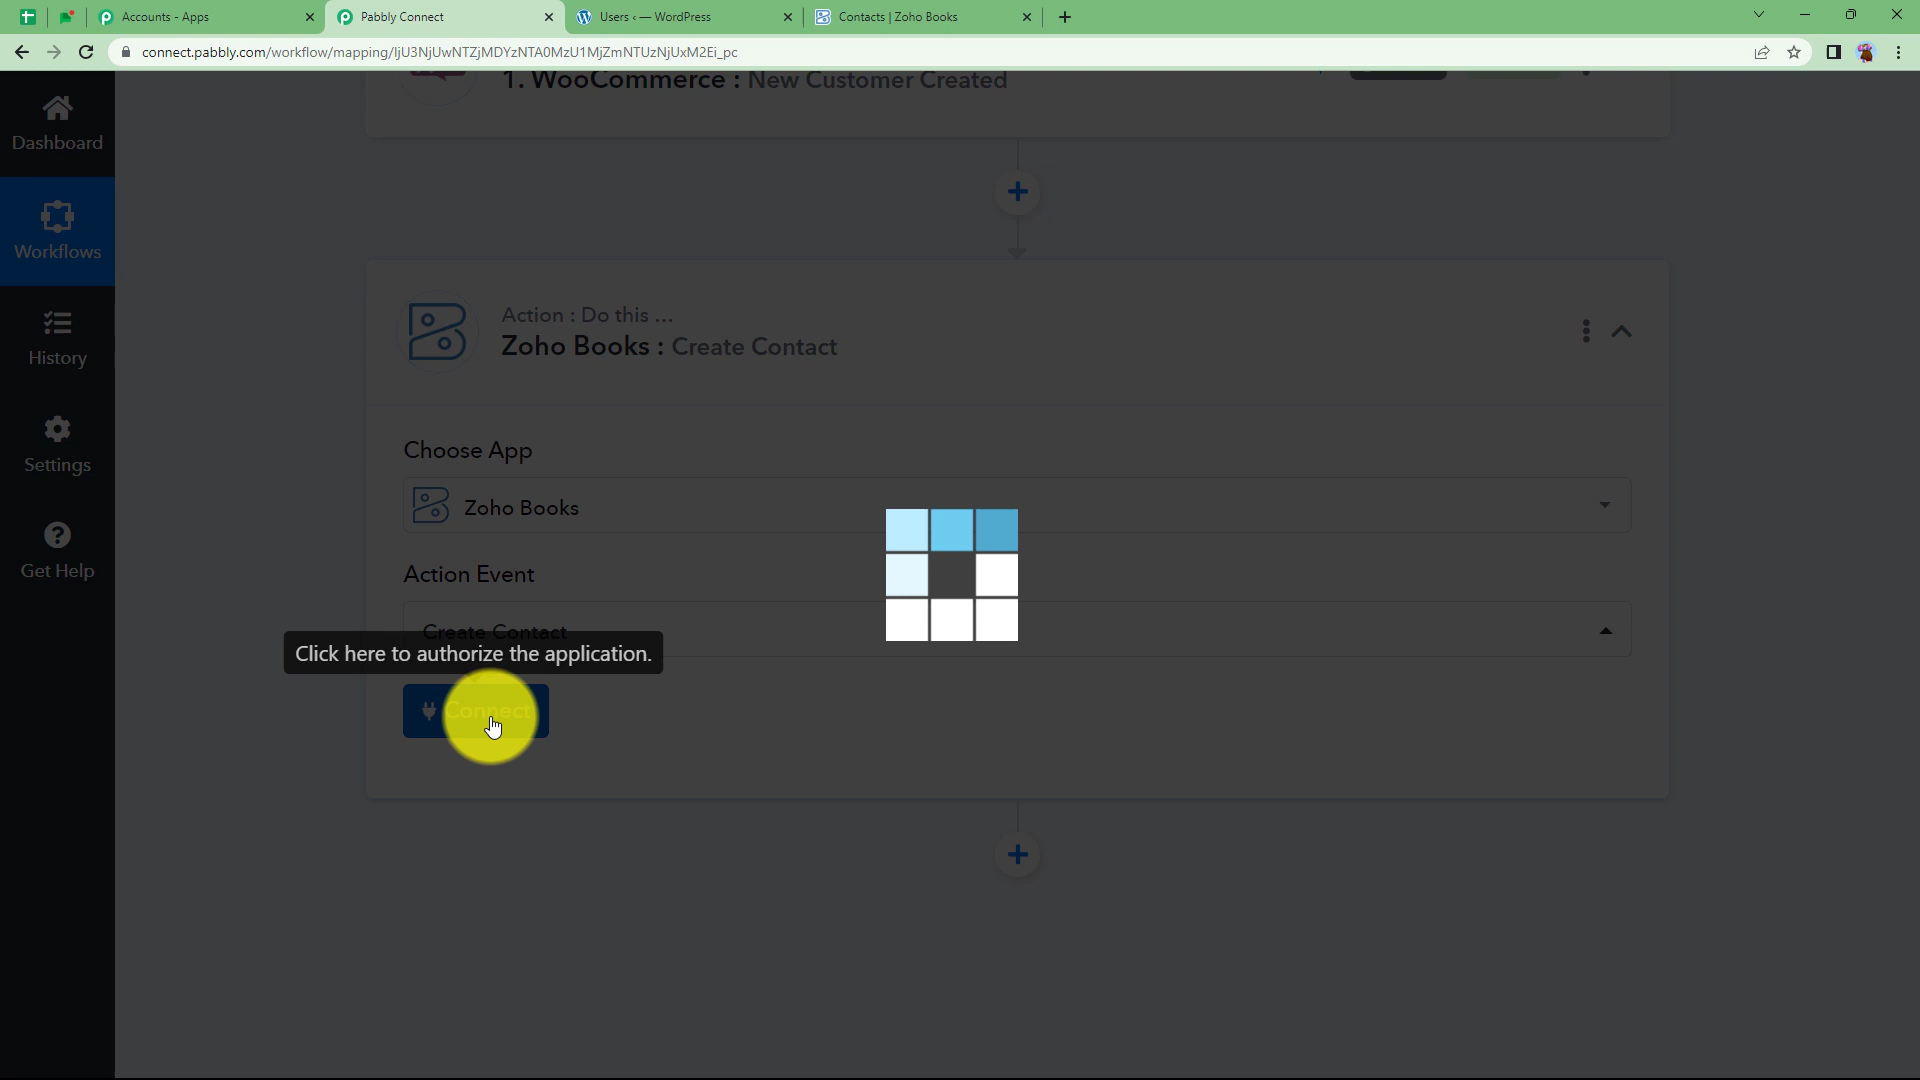 Accounts - Apps
Pabbly Connect
Users ‹ — WordPress
Contacts | Zoho Books
connect.pabbly.com/workflow/mapping/IjU3NjUwNTZjMDYzNTA0MzU1MjZmNTUzNjUxM2Ei_pc
1. WooCommerce : New Customer Created
Dashboard
Workflows
History
Settings
Get Help
Action : Do this ...
Zoho Books : Create Contact
Choose App
Zoho Books
Action Event
Create Contact
Click here to authorize the application.
Connect